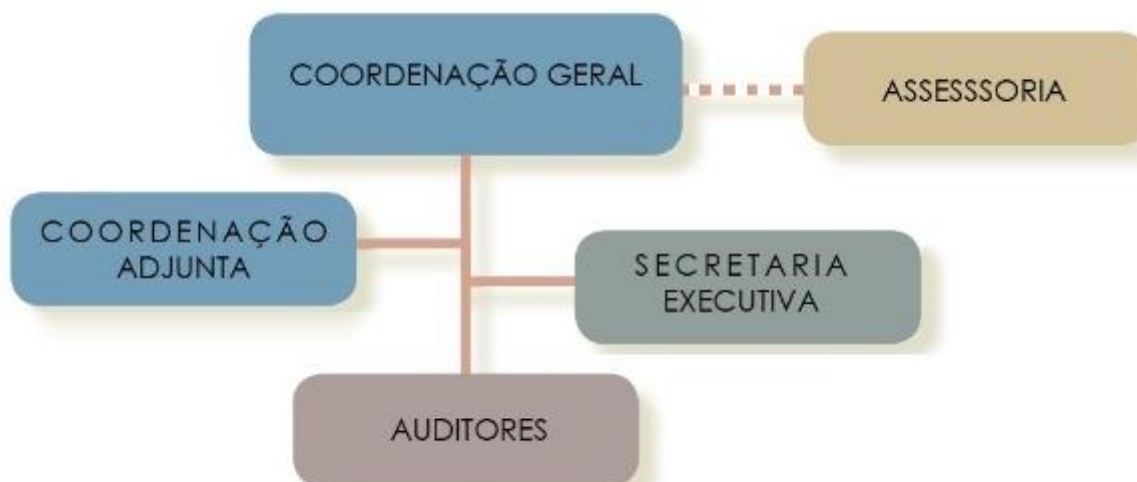 COORDENAÇÃO GERAL
ASSESSSORIA
COORDENAÇÃO
ADJUNTA
SECRETARIA
EXECUTIVA
AUDITORES